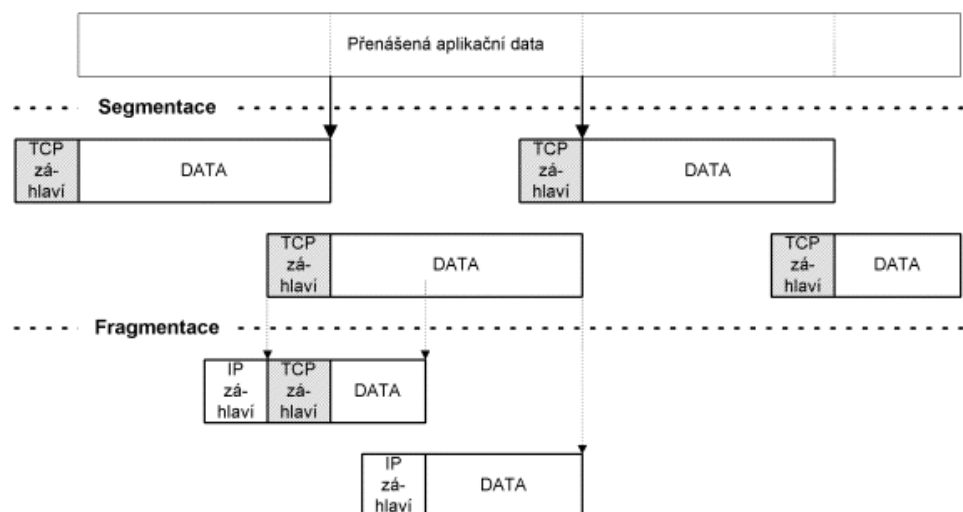 Přenášená aplikační data
Segmentace
TCP
zá-
hlaví
DATA
TCP
zá-
hlaví
DATA
TCP
zá-
hlaví
DATA
TCP
zá-
hlaví
DATA
Fragmentace
IP
zá-
hlaví
TCP
zá-
hlaví
DATA
IP
zá-
hlaví
DATA